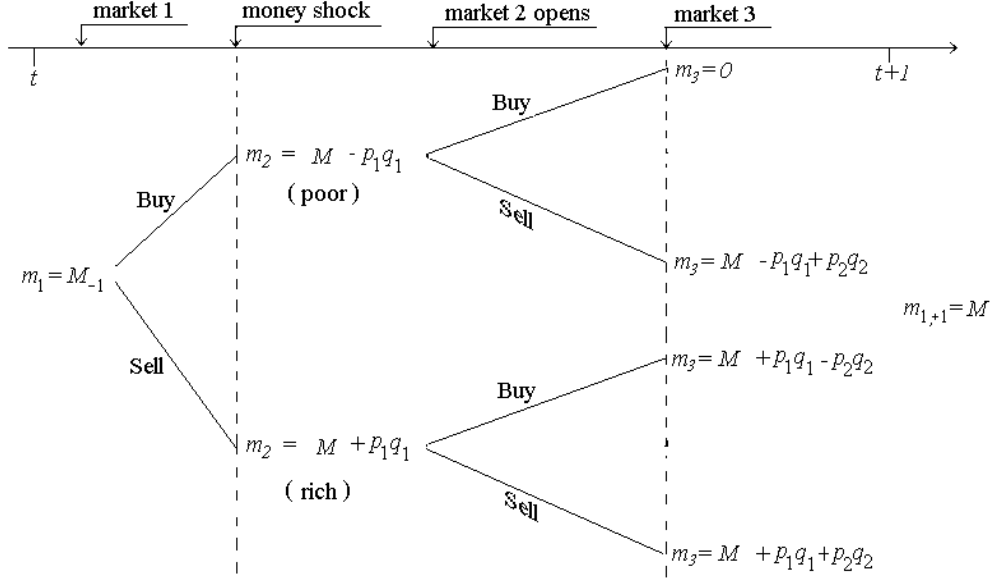 market 1 money shock market 2 opens market 3
t t+1
m₃=0
Buy
m₂ = M - p₁q₁
( poor )
Buy
Sell
m₁=M₋₁
m₃=M - p₁q₁+p₂q₂
m₁,₊₁=M
Sell
m₃=M +p₁q₁-p₂q₂
Buy
m₂ = M +p₁q₁
( rich )
Sell
m₃=M +p₁q₁+p₂q₂